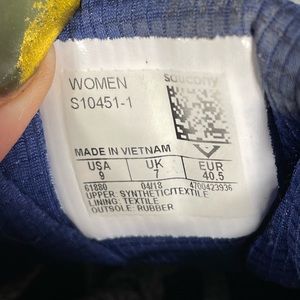 WOMEN
saucony
S10451-1
MADE IN VIETNAM
USA UK EUR
9 7 40.5
61880 04/18 4700423936
UPPER: SYNTHETIC/TEXTILE
LINING: TEXTILE
OUTSOLE: RUBBER